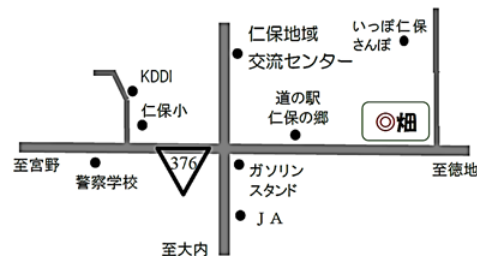 仁保地域
交流センター
いっぽ仁保
さんぽ
KDDI
仁保小
道の駅
仁保の郷
◎畑
376
至宮野
警察学校
ガソリン
スタンド
至徳地
JA
至大内